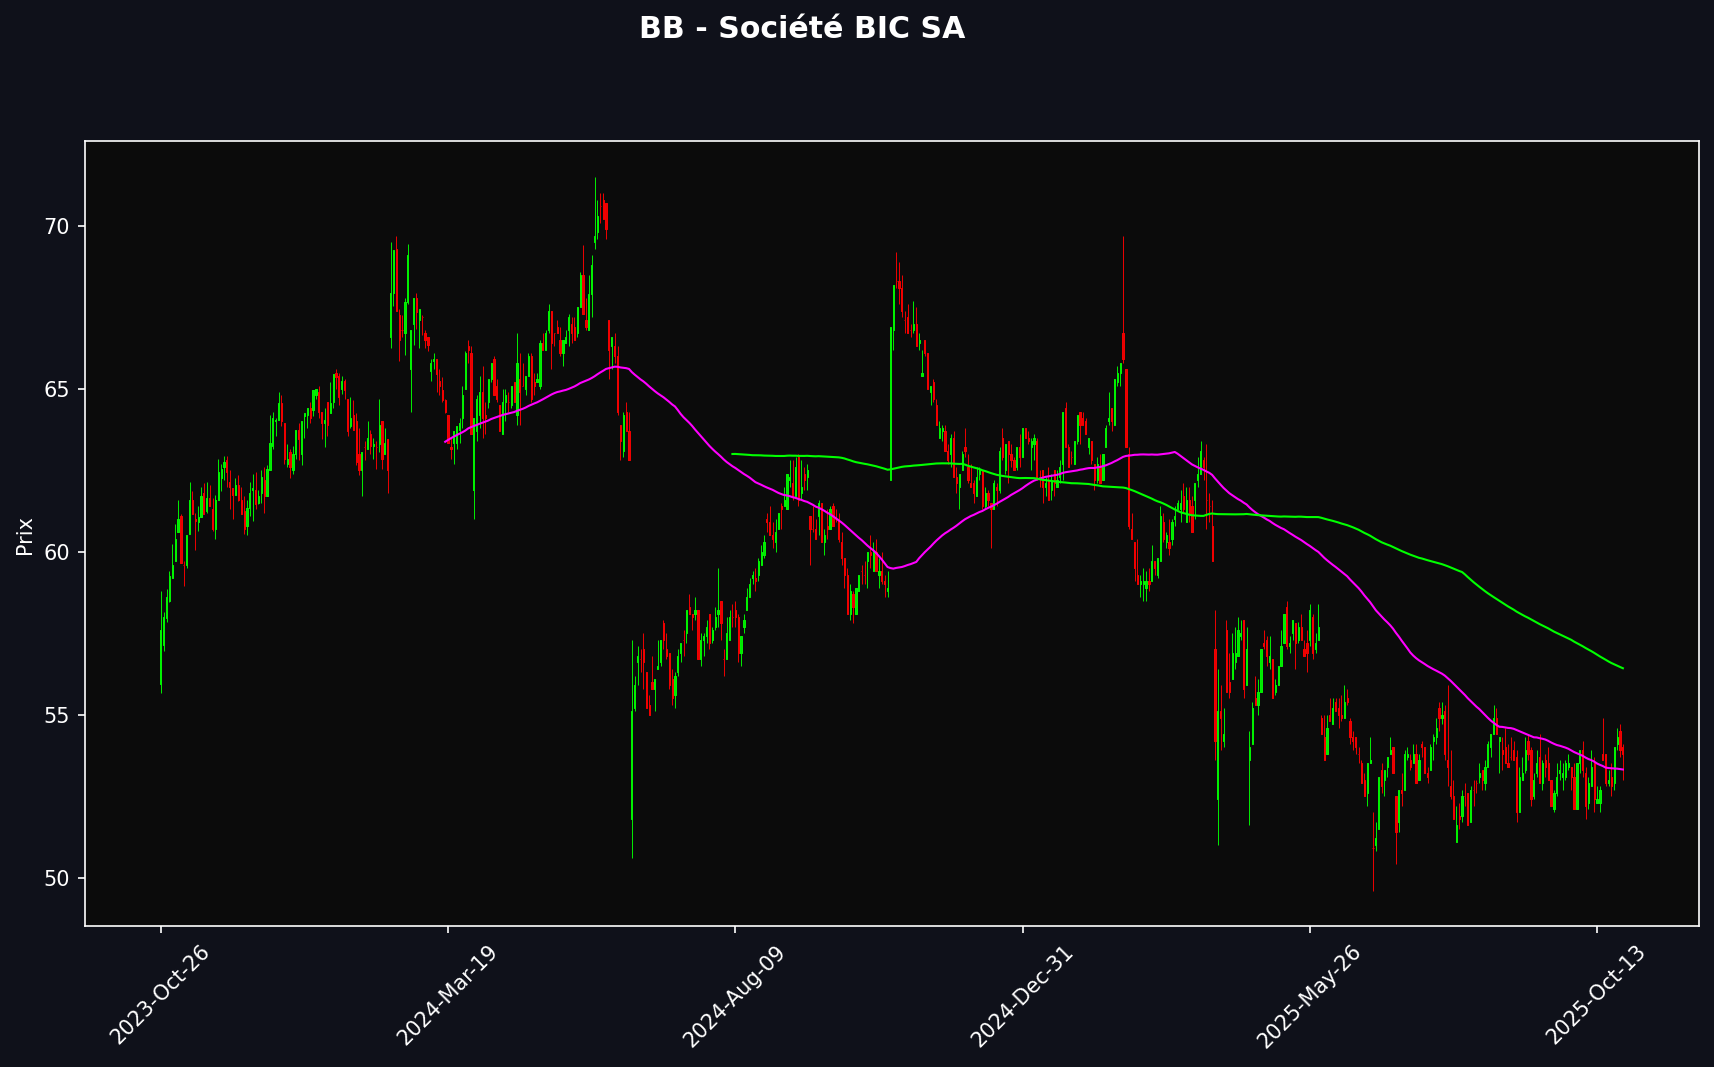 BB - Société BIC SA
Prix
70
65
60
55
50
2023-Oct-26
2024-Mar-19
2024-Aug-09
2024-Dec-31
2025-May-26
2025-Oct-13